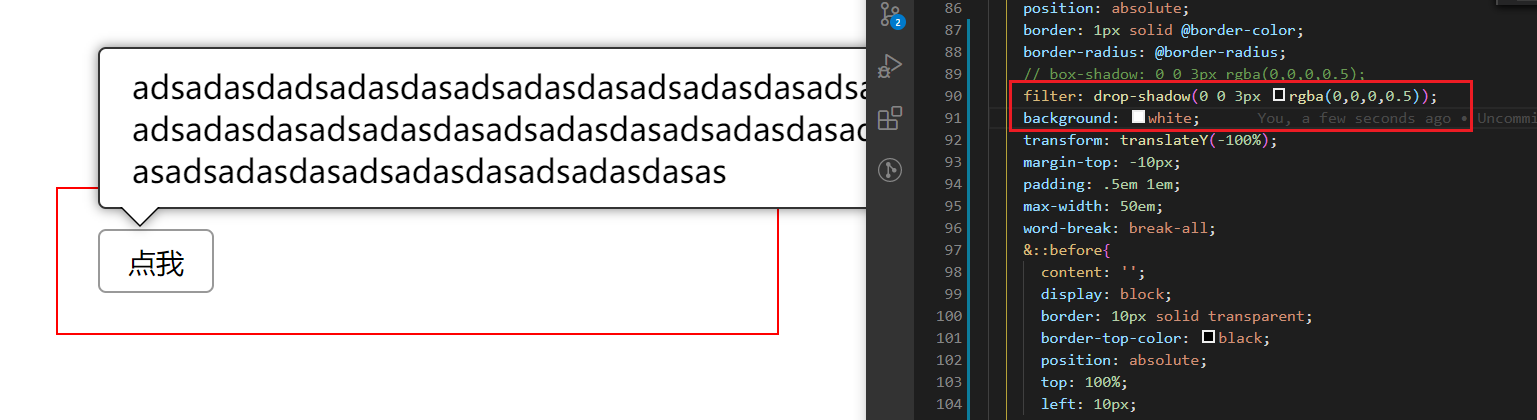 adsadasdadsadasdasadsadasdasadsadasdasadsa
adsadasdasadsadasdasadsadasdasadsadasdasad
asadsadasdasadsadasdasadsadasdasas
点我
2
86 position: absolute;
87 border: 1px solid @border-color;
88 border-radius: @border-radius;
89 // box-shadow: 0 0 3px rgba(0,0,0,0.5);
90 filter: drop-shadow(0 0 3px rgba(0,0,0,0.5));
91 background: white; You, a few seconds ago • Uncommi
92 transform: translateY(-100%);
93 margin-top: -10px;
94 padding: .5em 1em;
95 max-width: 50em;
96 word-break: break-all;
97 &::before{
98 content: '';
99 display: block;
100 border: 10px solid transparent;
101 border-top-color: black;
102 position: absolute;
103 top: 100%;
104 left: 10px;